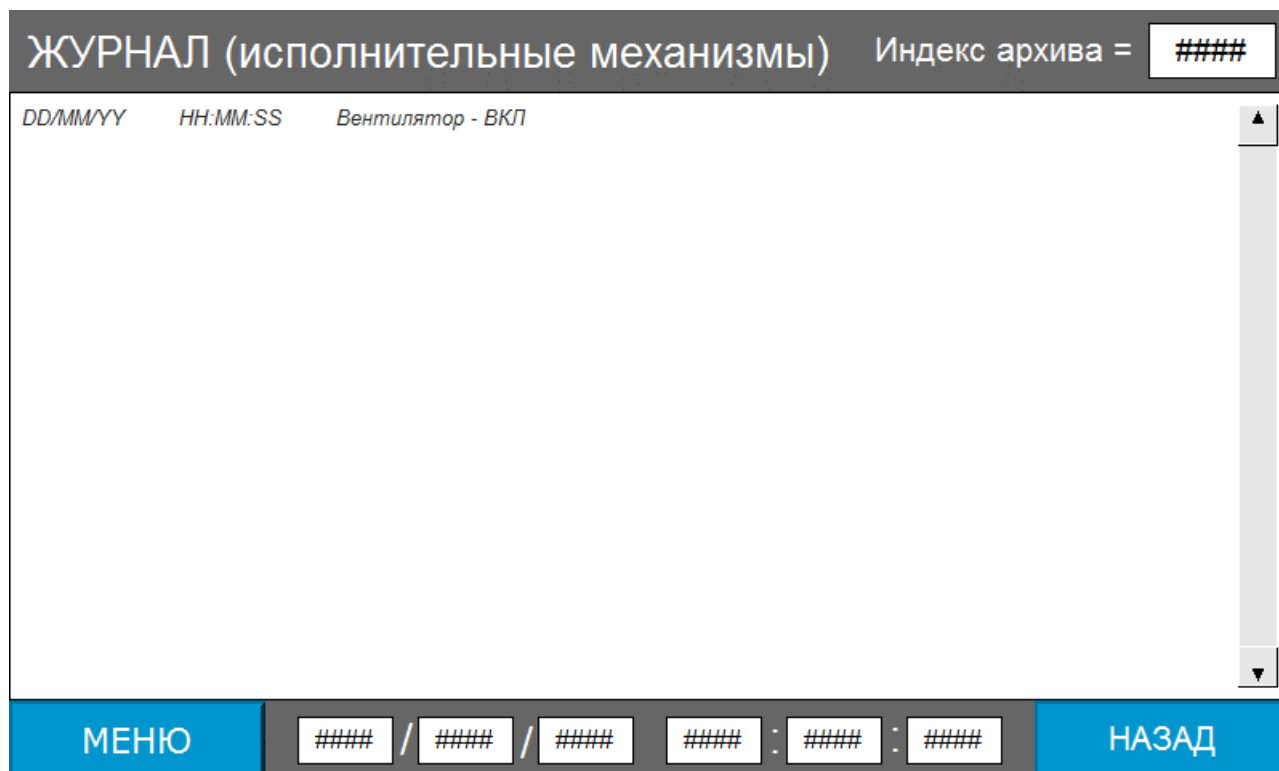 ЖУРНАЛ (исполнительные механизмы) Индекс архива = ####
DD/MM/YY HH:MM:SS Вентилятор - ВКЛ
МЕНЮ #### / #### / #### #### : #### : #### НАЗАД